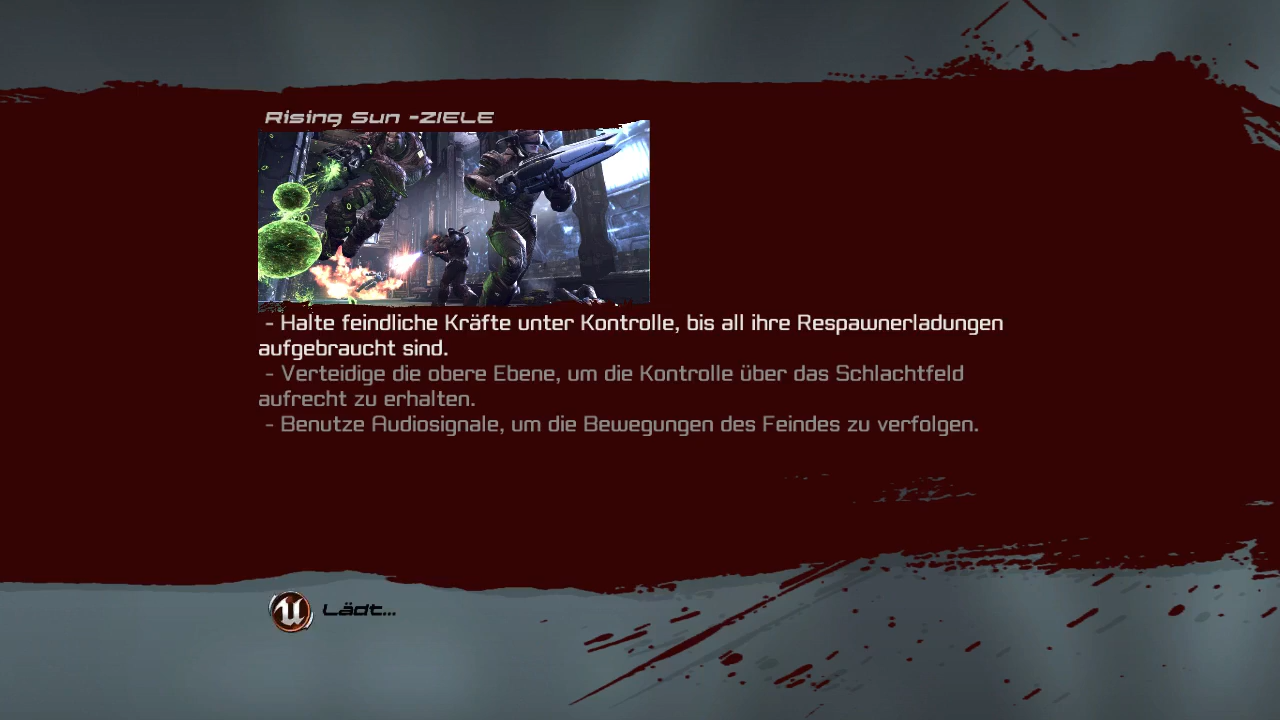 Rising Sun -ZIELE
- Halte feindliche Kräfte unter Kontrolle, bis all ihre Respawnerladungen
aufgebraucht sind.
- Verteidige die obere Ebene, um die Kontrolle über das Schlachtfeld
aufrecht zu erhalten.
- Benutze Audiosignale, um die Bewegungen des Feindes zu verfolgen.
Lädt...